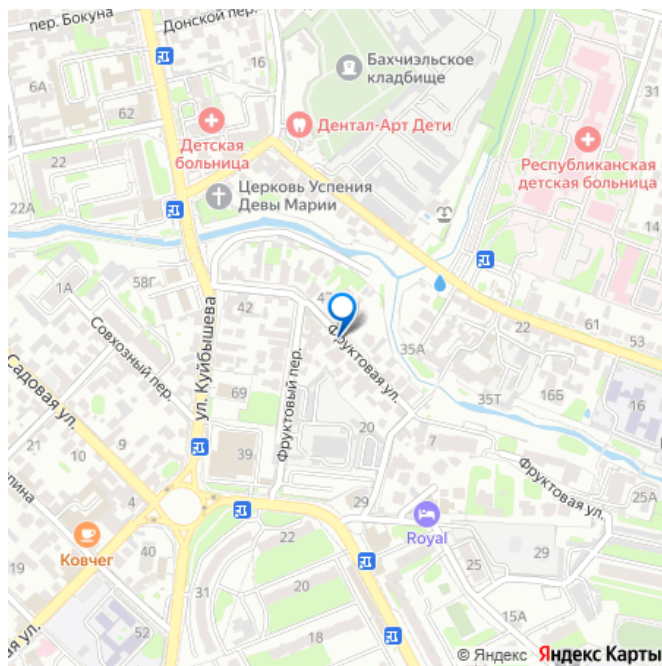 пер. Бокуна
Донской пер.
16
6А
62
Бахчиэльское
кладбище
31
Детская
больница
Дентал-Арт Дети
22
Республиканская
детская больница
22А
Церковь Успения
Девы Марии
14
58Г
1А
42
ул. Куйбышева
Совхозный пер.
Фруктовая ул.
22
61
53
35А
Садовая ул.
Фруктовый пер.
69
35Т
16Б
16
21
9
10
39
20
7
Фруктовая ул.
25А
4
29
Royal
Ковчег
40
22
25
29
19
31
20
15А
52
18
© Яндекс Яндекс Карты